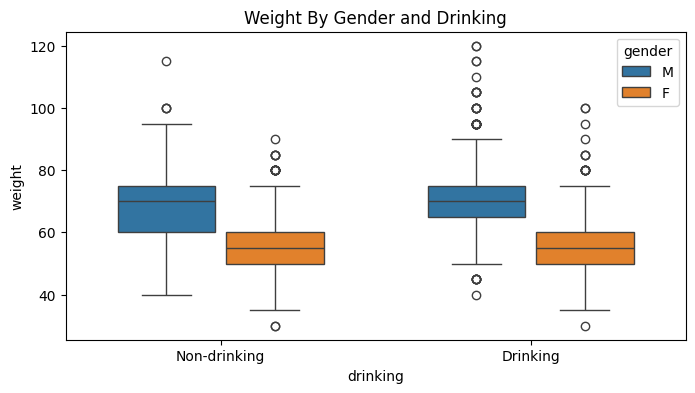 Weight By Gender and Drinking
120
100
80
60
40
weight
gender
M
F
Non-drinking
Drinking
drinking